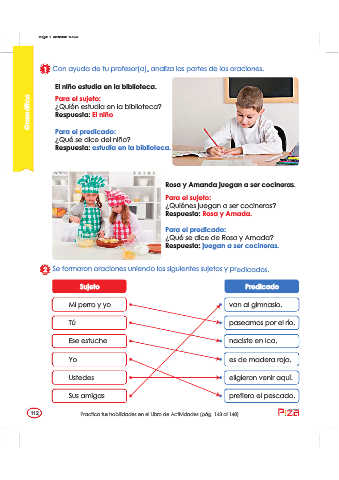 1 Con ayuda de tu profesor(a), analiza las partes de las oraciones.
El niño estudia en la biblioteca.
Para el sujeto:
¿Quién estudia en la biblioteca?
Respuesta: El niño
Para el predicado:
¿Qué se dice del niño?
Respuesta: estudia en la biblioteca.
Rosa y Amanda juegan a ser cocineras.
Para el sujeto:
¿Quiénes juegan a ser cocineras?
Respuesta: Rosa y Amada.
Para el predicado:
¿Qué se dice de Rosa y Amada?
Respuesta: juegan a ser cocineras.
2 Se formaron oraciones uniendo los siguientes sujetos y predicados.
Sujeto Predicado
Mi perro y yo van al gimnasio.
Tú paseamos por el río.
Ese estuche naciste en Ica.
Yo es de madera roja.
Ustedes eligieron venir aquí.
Sus amigas prefiero el pescado.
112 Practica tus habilidades en el Libro de Actividades (pág. 143 al 148)